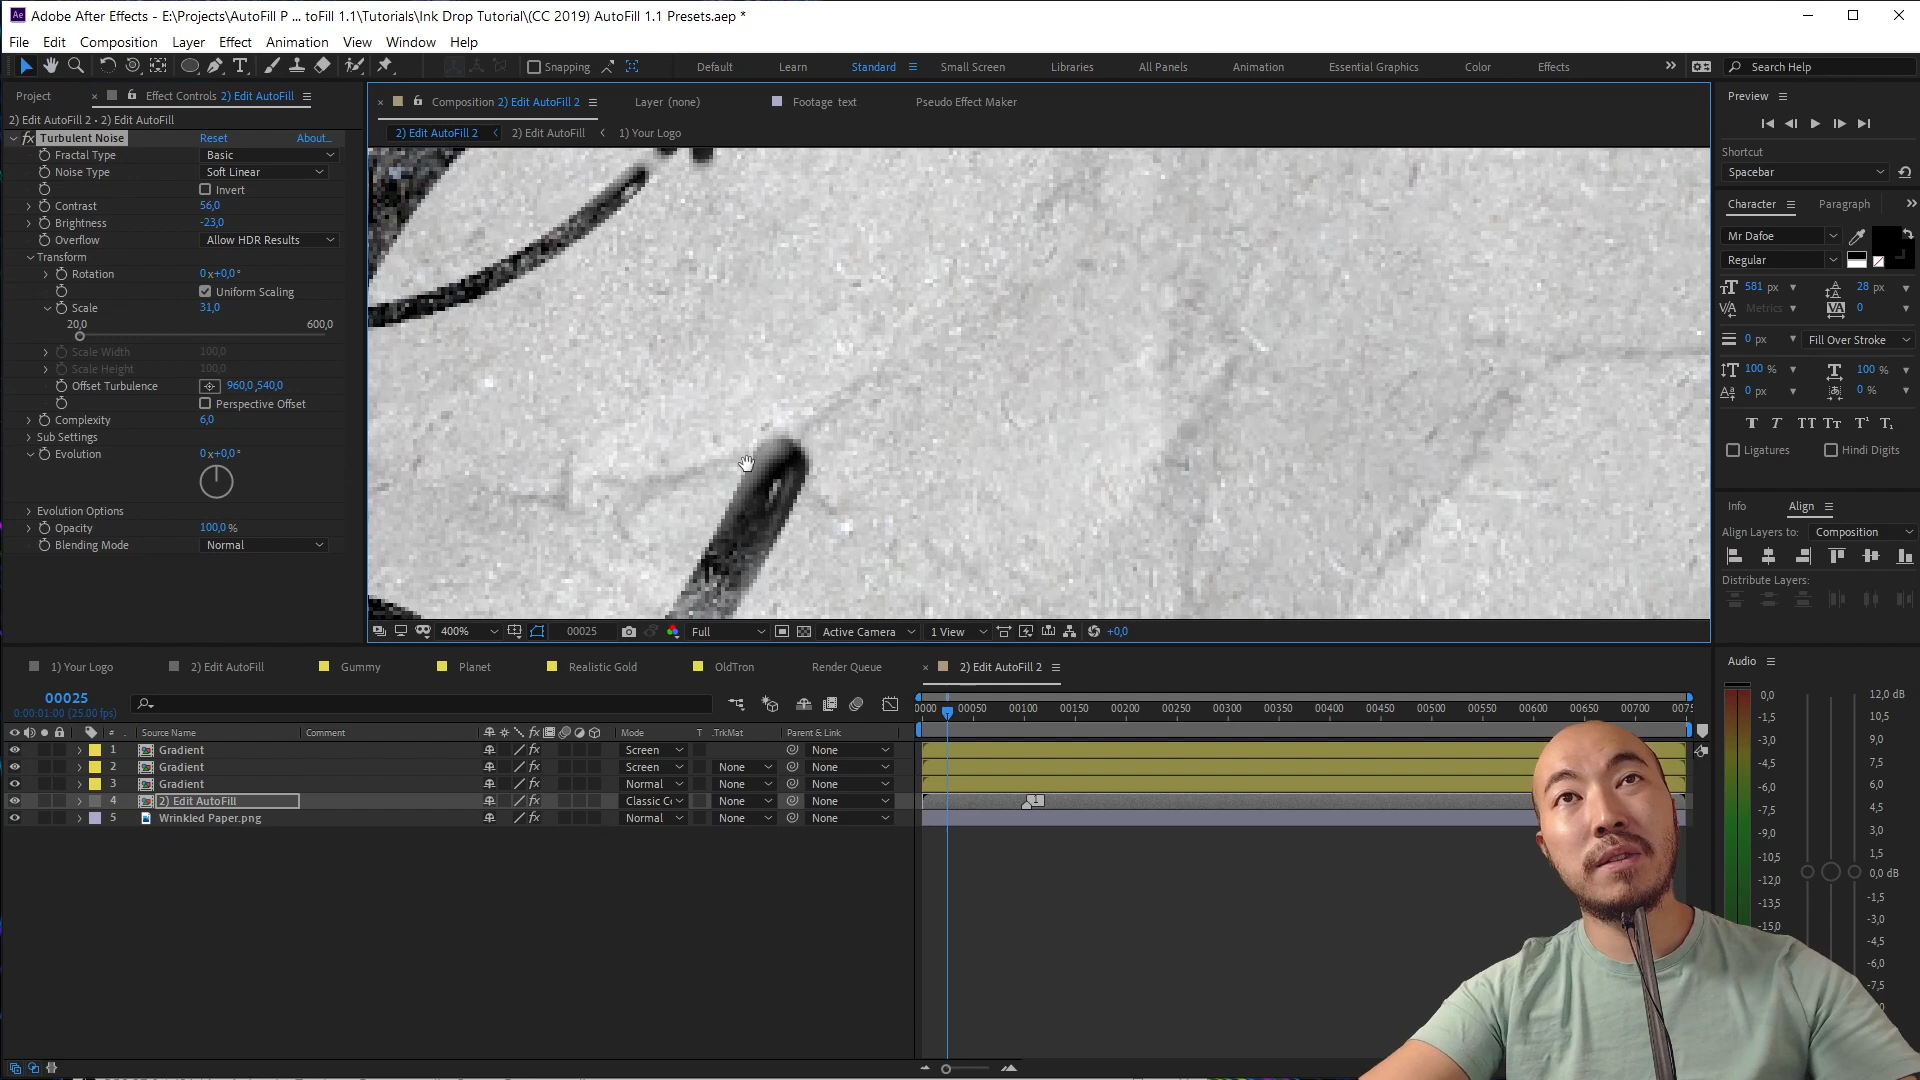 Adobe After Effects - E:\Projects\AutoFill P ... toFill 1.1\Tutorials\Ink Drop Tutorial\(CC 2019) AutoFill 1.1 Presets.aep *
File Edit Composition Layer Effect Animation View Window Help
Snapping
Default Learn Standard Small Screen Libraries All Panels Animation Essential Graphics Color Effects Search Help
Project Effect Controls 2) Edit AutoFill
Composition 2) Edit AutoFill 2 Layer (none) Footage text Pseudo Effect Maker
2) Edit AutoFill 2 • 2) Edit AutoFill
2) Edit AutoFill 2 2) Edit AutoFill 1) Your Logo
fx Turbulent Noise Reset About...
Fractal Type Basic
Noise Type Soft Linear
Invert
Contrast 56,0
Brightness -23,0
Overflow Allow HDR Results
Transform
Rotation 0x+0,0°
Uniform Scaling
Scale 31,0
20,0 600,0
Scale Width 100,0
Scale Height 100,0
Offset Turbulence 960,0,540,0
Perspective Offset
Complexity 6,0
Sub Settings
Evolution 0x+0,0°
Evolution Options
Opacity 100,0 %
Blending Mode Normal
400% 00025 Full Active Camera 1 View +0,0
Preview
Shortcut
Spacebar
Character Paragraph
Mr Dafoe
Regular
581 px 28 px
Metrics 0
0 px Fill Over Stroke
100 % 100 %
0 px 0 %
Ligatures Hindi Digits
Info Align
Align Layers to: Composition
Distribute Layers:
1) Your Logo 2) Edit AutoFill Gummy Planet Realistic Gold OldTron Render Queue 2) Edit AutoFill 2
00025
0:00:01:00 (25.00 fps)
0000 00050 00100 00150 00200 00250 00300 00350 00400 00450 00500 00550 00600 00650 00700 0075
# Source Name Comment Mode T .TrkMat Parent & Link
1 Gradient Screen None
2 Gradient Screen None None
3 Gradient Normal None None
4 2) Edit AutoFill Classic C None None
1
5 Wrinkled Paper.png Normal None None
Audio
0,0 12,0 dB
-1,5 10,5
-3,0 9,0
-4,5 7,5
-6,0 6,0
-7,5 4,5
-9,0 3,0
-10,5 1,5
-12,0 0,0 dB
-13,5 -1,5
-15,0 -3,0
-4,5
-6,0
-7,5